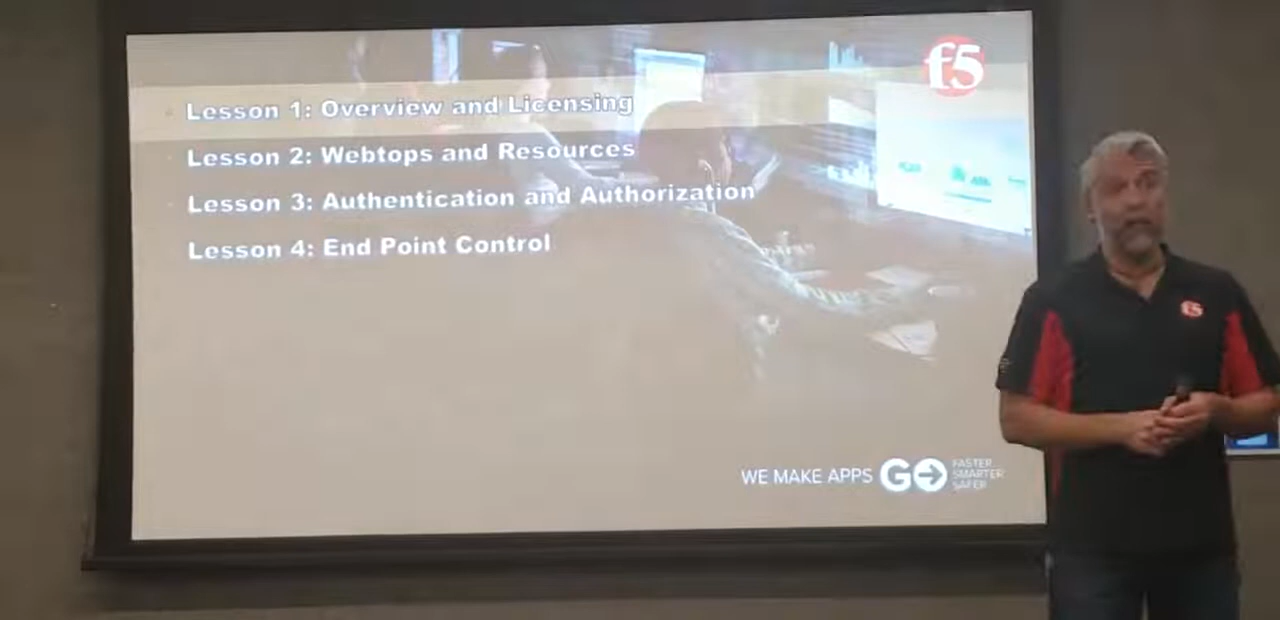 f5
Lesson 1: Overview and Licensing
Lesson 2: Webtops and Resources
Lesson 3: Authentication and Authorization
Lesson 4: End Point Control
f5
WE MAKE APPS GO FASTER
SMARTER
SAFER